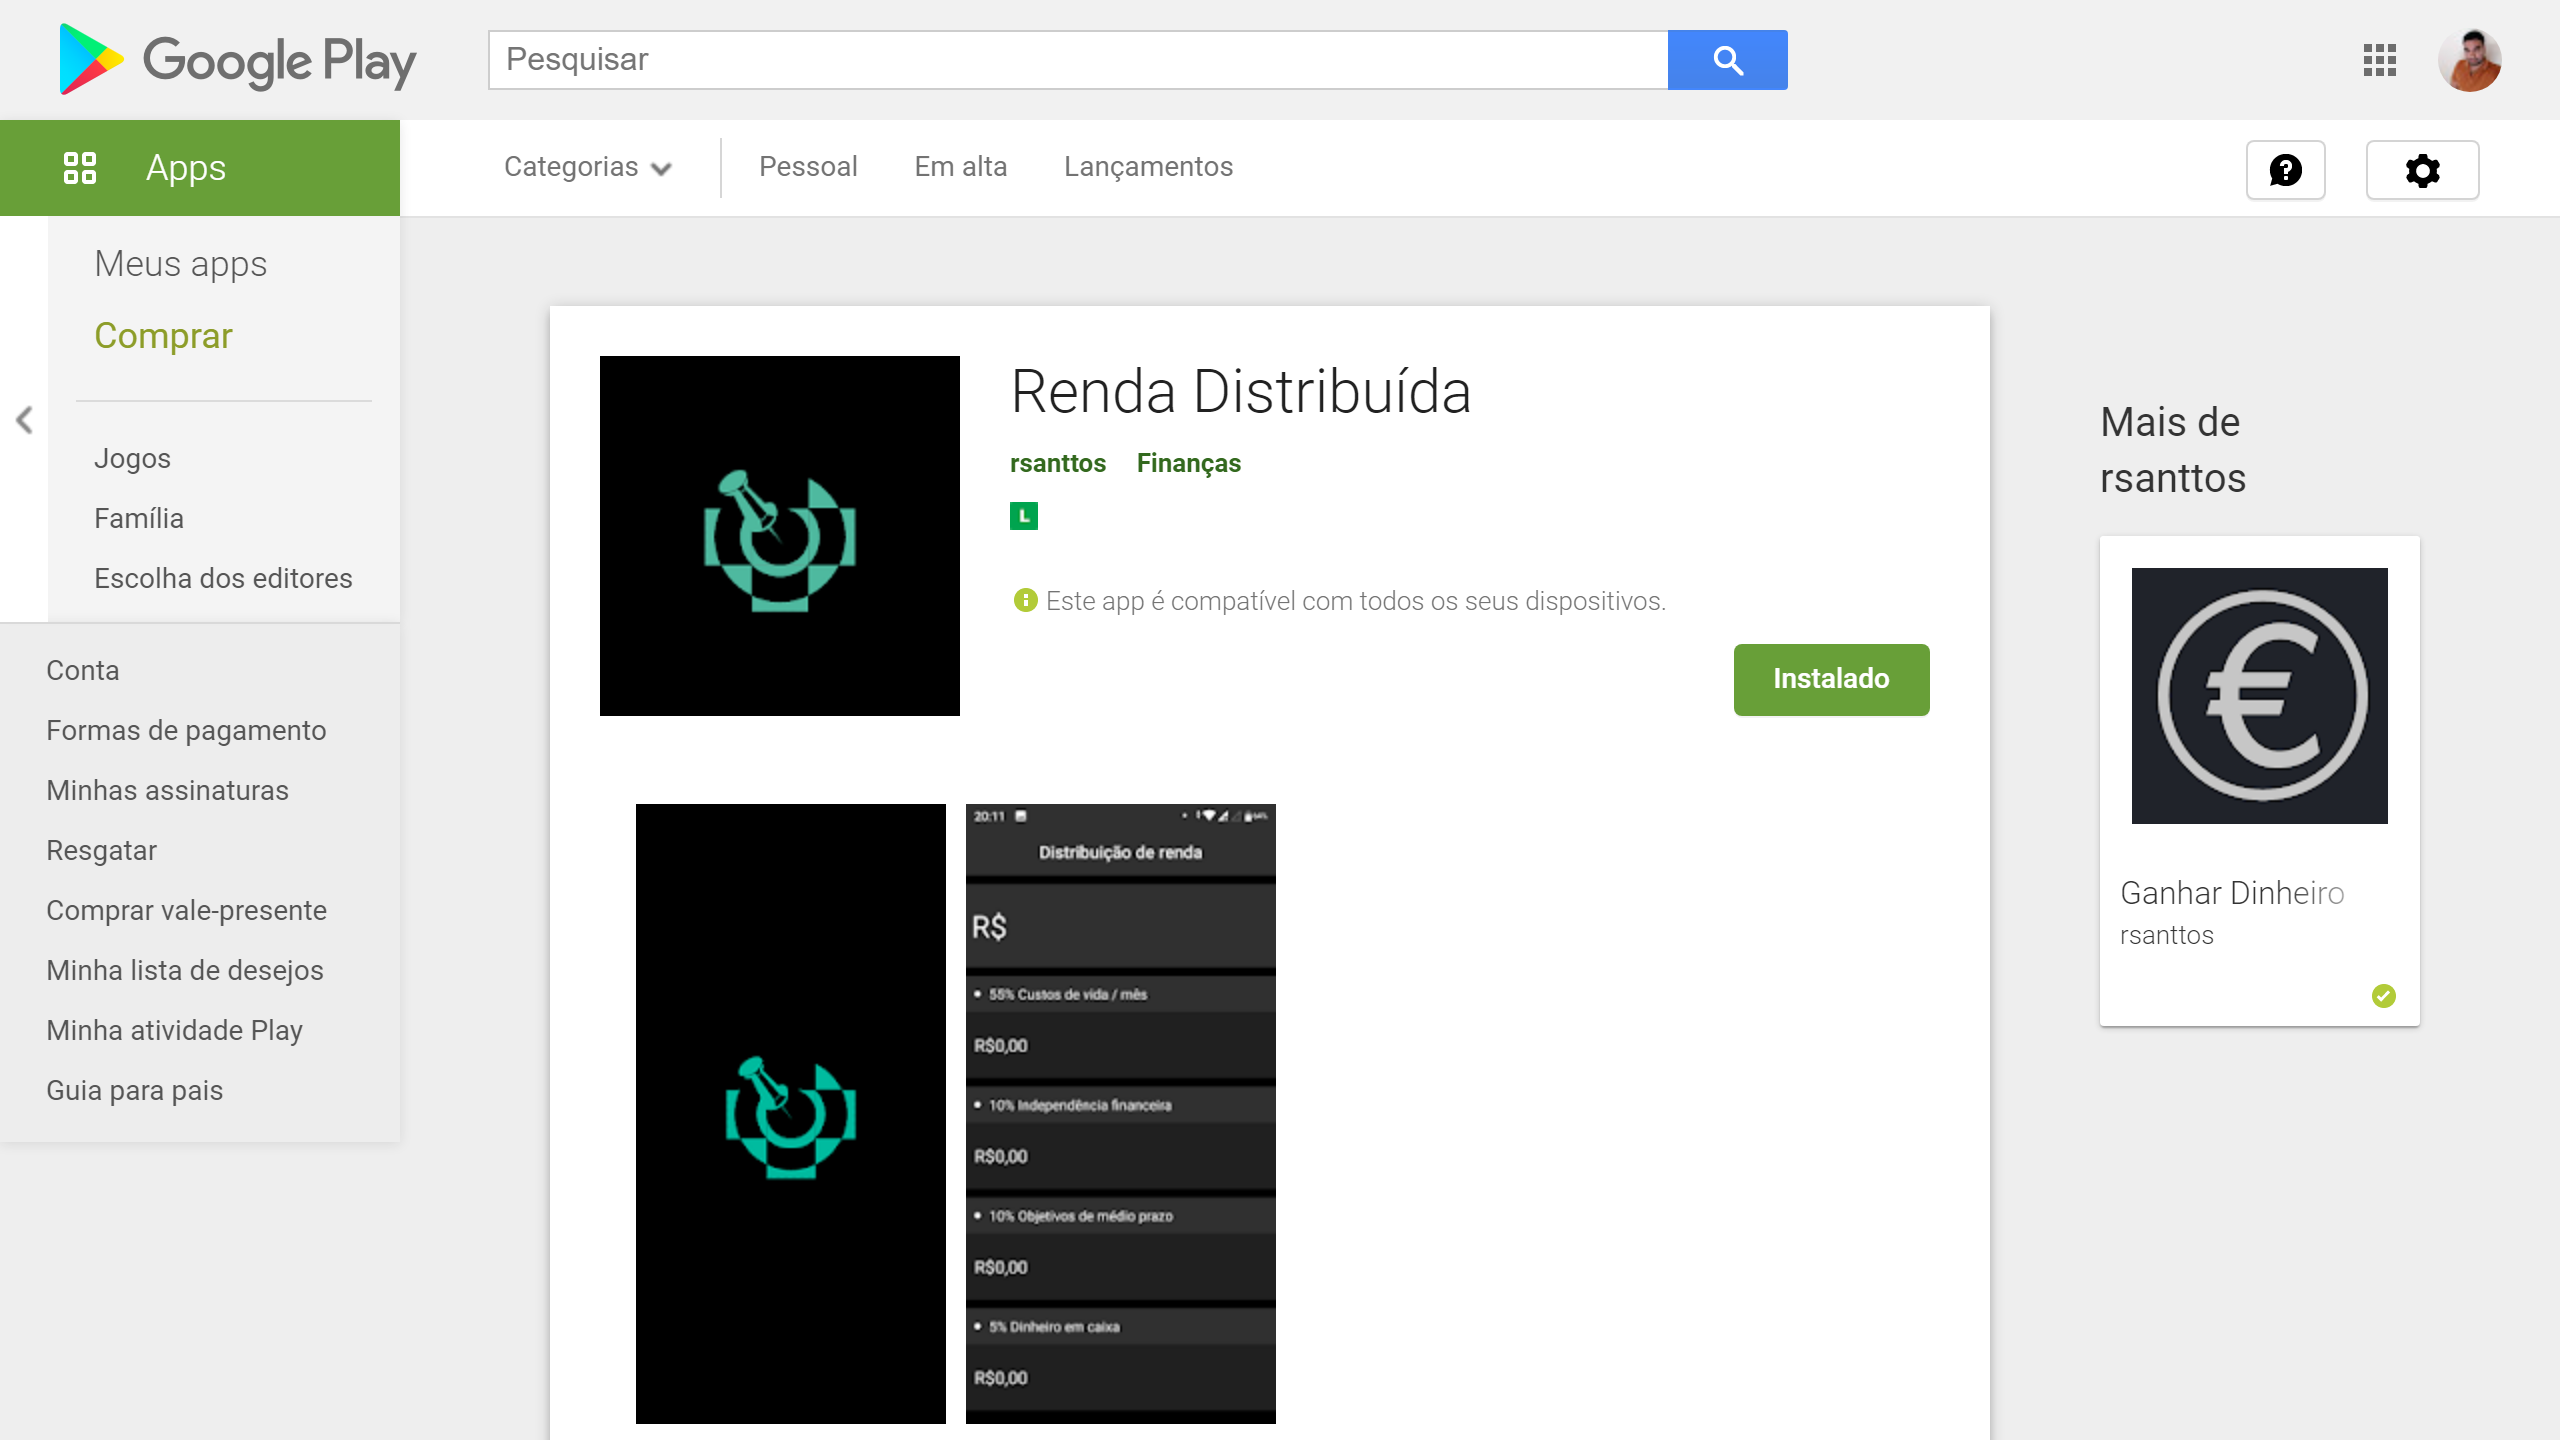 Google Play
Pesquisar
Apps
Categorias
Pessoal
Em alta
Lançamentos
Meus apps
Comprar
Jogos
Família
Escolha dos editores
Conta
Formas de pagamento
Minhas assinaturas
Resgatar
Comprar vale-presente
Minha lista de desejos
Minha atividade Play
Guia para pais
Renda Distribuída
rsanttos Finanças
L
Este app é compatível com todos os seus dispositivos.
Instalado
20:11
Distribuição de renda
R$
• 55% Custos de vida / mês
R$0,00
• 10% Independência financeira
R$0,00
• 10% Objetivos de médio prazo
R$0,00
• 5% Dinheiro em caixa
R$0,00
Mais de
rsanttos
Ganhar Dinheiro
rsanttos